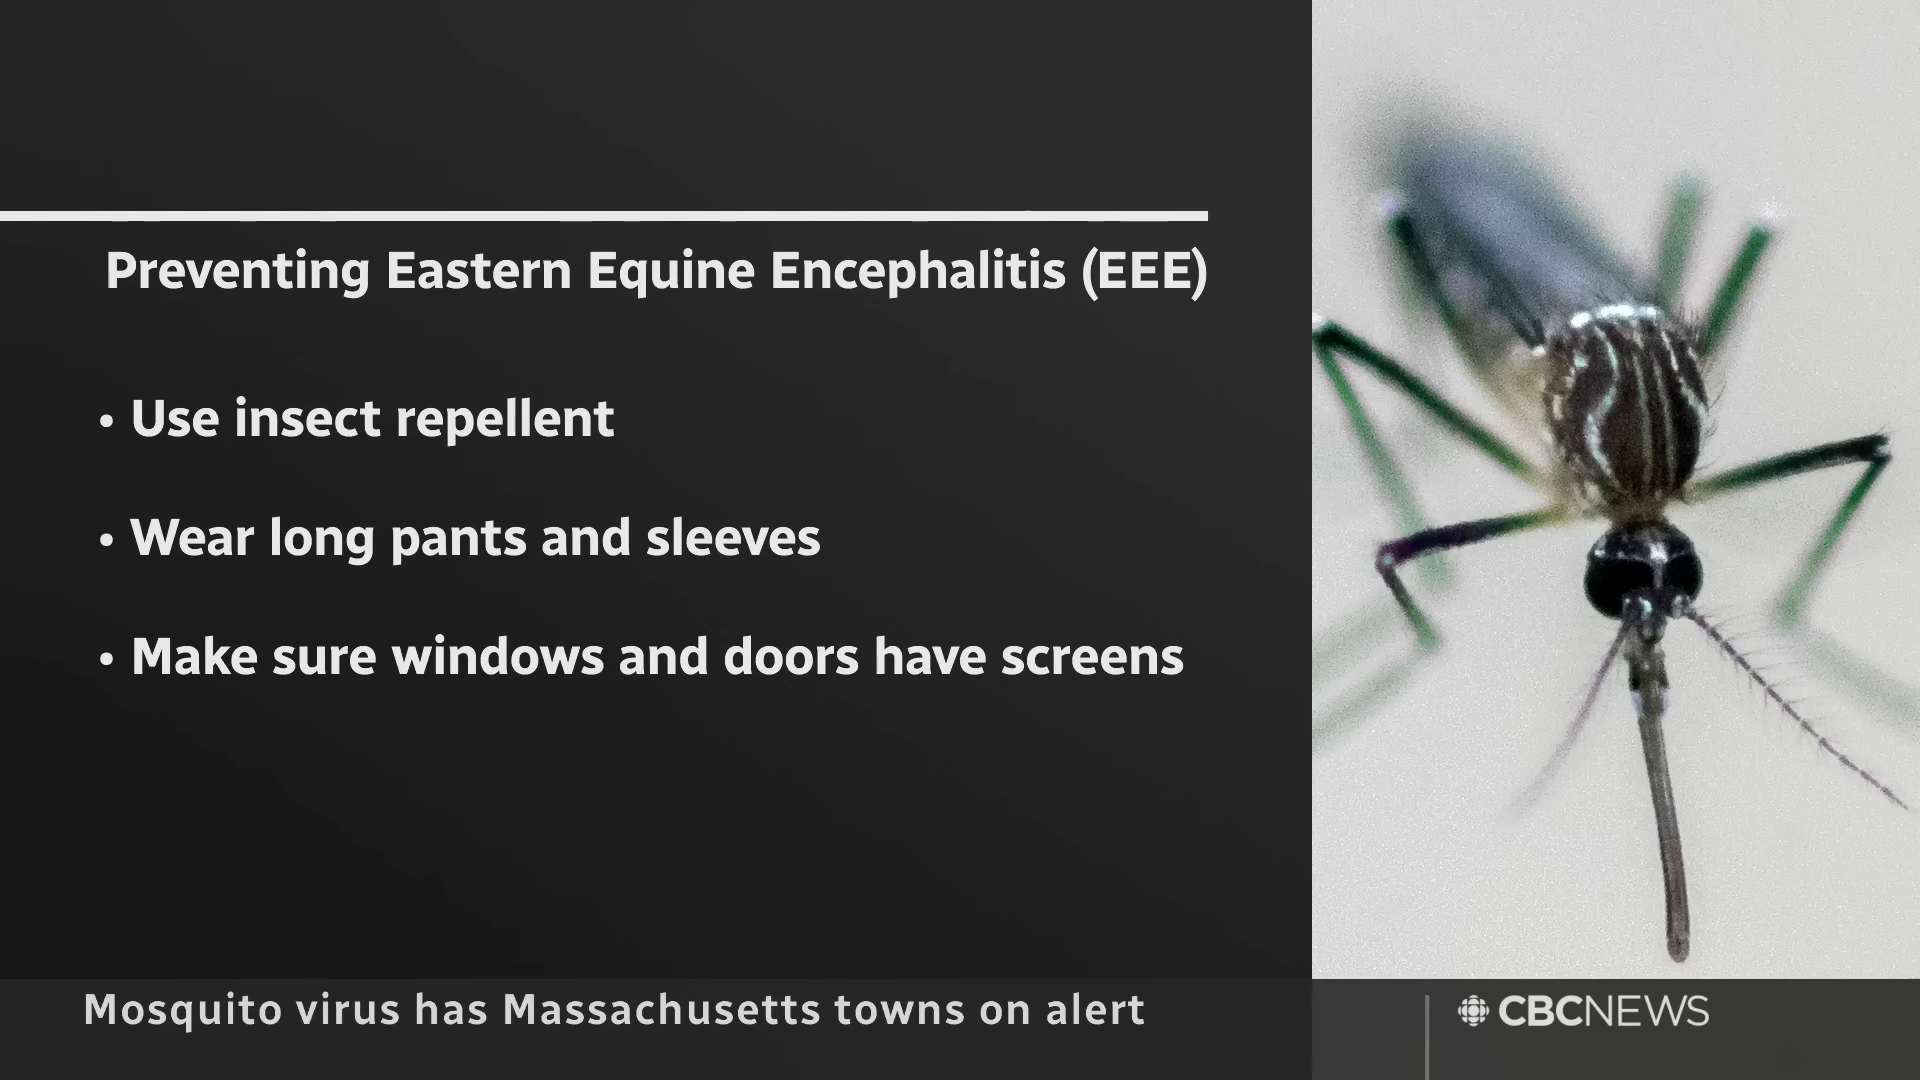 Preventing Eastern Equine Encephalitis (EEE)
• Use insect repellent
• Wear long pants and sleeves
• Make sure windows and doors have screens
Mosquito virus has Massachusetts towns on alert
CBCNEWS